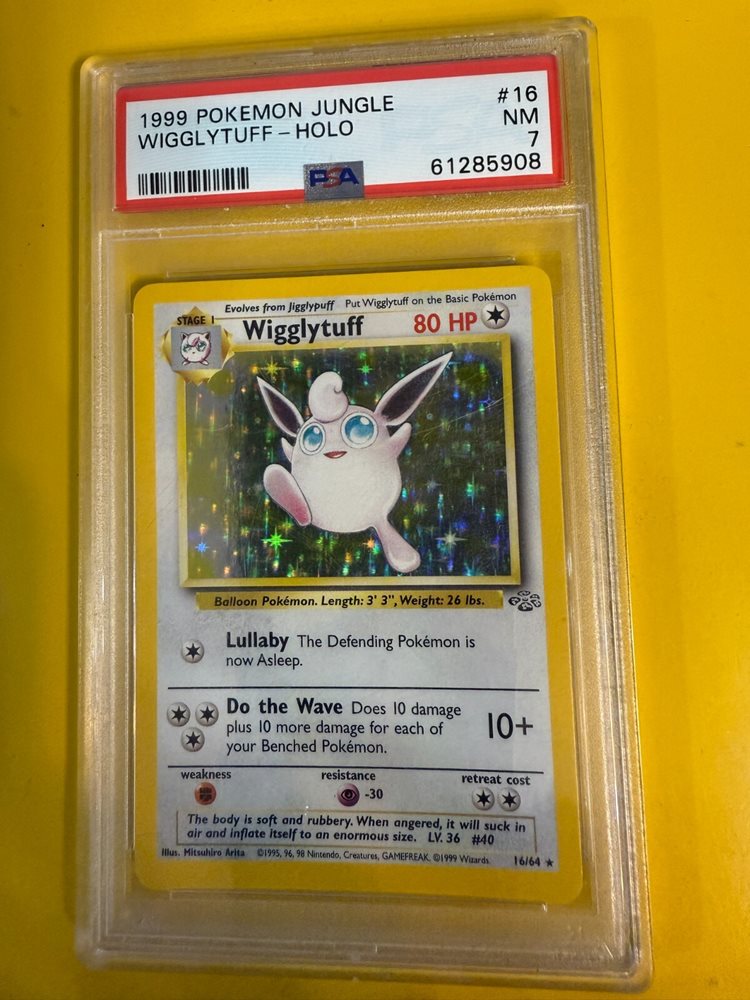 1999 POKEMON JUNGLE #16
WIGGLYTUFF – HOLO NM
7
PSA 61285908
Evolves from Jigglypuff Put Wigglytuff on the Basic Pokémon
STAGE 1 Wigglytuff 80 HP
Balloon Pokémon. Length: 3' 3", Weight: 26 lbs.
Lullaby The Defending Pokémon is
now Asleep.
Do the Wave Does 10 damage
plus 10 more damage for each of 10+
your Benched Pokémon.
weakness resistance retreat cost
-30
The body is soft and rubbery. When angered, it will suck in
air and inflate itself to an enormous size. LV. 36 #40
Illus. Mitsuhiro Arita ©1995, 96, 98 Nintendo, Creatures, GAMEFREAK. ©1999 Wizards. 16/64 ★